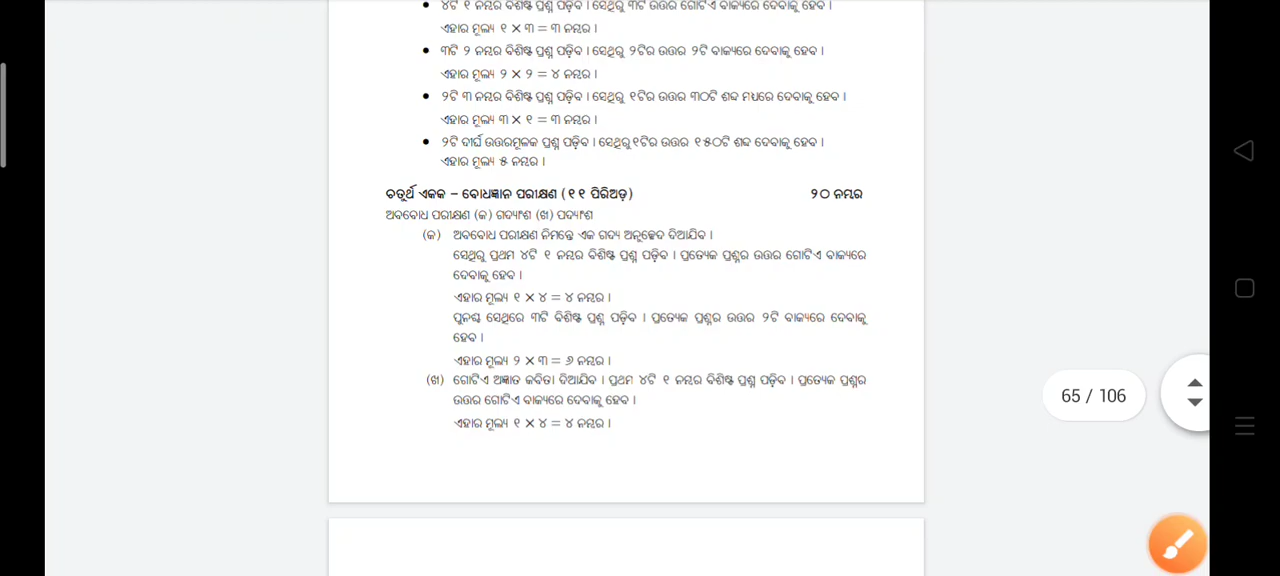 ୪ଟି ୧ ନମ୍ବର ବିଶିଷ୍ଟ ପ୍ରଶ୍ନ ପଡ଼ିବ । ସେଥିରୁ ୩ଟି ଉତ୍ତର ଗୋଟିଏ ବାକ୍ୟରେ ଦେବାକୁ ହେବ ।
ଏହାର ମୂଲ୍ୟ ୧ × ୩ = ୩ ନମ୍ବର ।
• ୩ଟି ୨ ନମ୍ବର ବିଶିଷ୍ଟ ପ୍ରଶ୍ନ ପଡ଼ିବ । ସେଥିରୁ ୨ଟିର ଉତ୍ତର ୨ଟି ବାକ୍ୟରେ ଦେବାକୁ ହେବ ।
ଏହାର ମୂଲ୍ୟ ୨ × ୨ = ୪ ନମ୍ବର ।
• ୨ଟି ୩ ନମ୍ବର ବିଶିଷ୍ଟ ପ୍ରଶ୍ନ ପଡ଼ିବ । ସେଥିରୁ ୧ଟିର ଉତ୍ତର ୩୦ଟି ଶବ୍ଦ ମଧ୍ୟରେ ଦେବାକୁ ହେବ ।
ଏହାର ମୂଲ୍ୟ ୩ × ୧ = ୩ ନମ୍ବର ।
• ୨ଟି ଦୀର୍ଘ ଉତ୍ତରମୂଳକ ପ୍ରଶ୍ନ ପଡ଼ିବ । ସେଥିରୁ ୧ଟିର ଉତ୍ତର ୧୫୦ଟି ଶବ୍ଦ ଦେବାକୁ ହେବ ।
ଏହାର ମୂଲ୍ୟ ୫ ନମ୍ବର ।
ଚତୁର୍ଥ ଏକକ – ବୋଧଜ୍ଞାନ ପରୀକ୍ଷଣ (୧୧ ପିରିଅଡ଼) ୨୦ ନମ୍ବର
ଅବବୋଧ ପରୀକ୍ଷଣ (କ) ଗଦ୍ୟାଂଶ (ଖ) ପଦ୍ୟାଂଶ
(କ) ଅବବୋଧ ପରୀକ୍ଷଣ ନିମନ୍ତେ ଏକ ଗଦ୍ୟ ଅନୁଚ୍ଛେଦ ଦିଆଯିବ ।
ସେଥିରୁ ପ୍ରଥମ ୪ଟି ୧ ନମ୍ବର ବିଶିଷ୍ଟ ପ୍ରଶ୍ନ ପଡ଼ିବ । ପ୍ରତ୍ୟେକ ପ୍ରଶ୍ନର ଉତ୍ତର ଗୋଟିଏ ବାକ୍ୟରେ
ଦେବାକୁ ହେବ ।
ଏହାର ମୂଲ୍ୟ ୧ × ୪ = ୪ ନମ୍ବର ।
ପୁନଶ୍ଚ ସେଥିରେ ୩ଟି ବିଶିଷ୍ଟ ପ୍ରଶ୍ନ ପଡ଼ିବ । ପ୍ରତ୍ୟେକ ପ୍ରଶ୍ନର ଉତ୍ତର ୨ଟି ବାକ୍ୟରେ ଦେବାକୁ
ହେବ ।
ଏହାର ମୂଲ୍ୟ ୨ × ୩ = ୬ ନମ୍ବର ।
(ଖ) ଗୋଟିଏ ଅଜ୍ଞାତ କବିତା ଦିଆଯିବ । ପ୍ରଥମ ୪ଟି ୧ ନମ୍ବର ବିଶିଷ୍ଟ ପ୍ରଶ୍ନ ପଡ଼ିବ । ପ୍ରତ୍ୟେକ ପ୍ରଶ୍ନର
ଉତ୍ତର ଗୋଟିଏ ବାକ୍ୟରେ ଦେବାକୁ ହେବ ।
ଏହାର ମୂଲ୍ୟ ୧ × ୪ = ୪ ନମ୍ବର ।
65 / 106